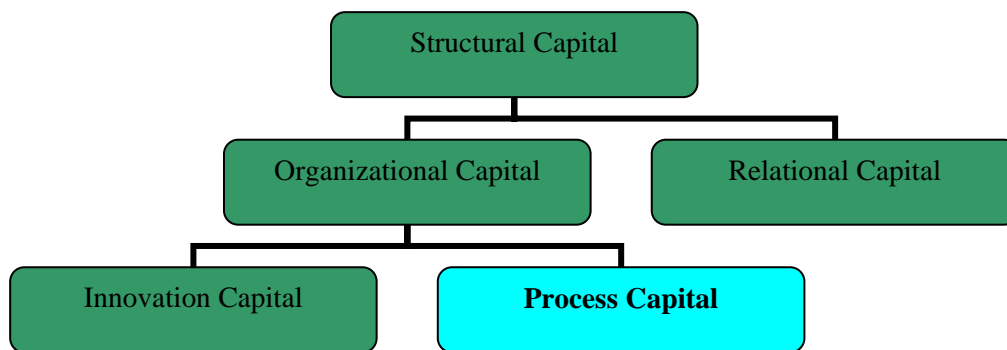 Structural Capital
Organizational Capital
Relational Capital
Innovation Capital
Process Capital